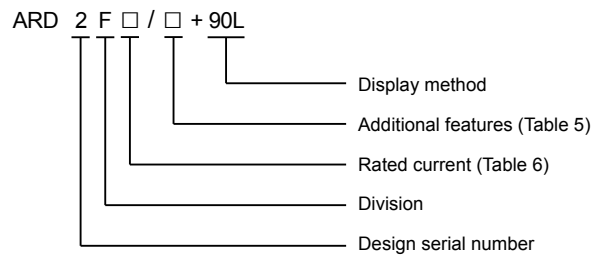 ARD 2 F □ / □ + 90L
Display method
Additional features (Table 5)
Rated current (Table 6)
Division
Design serial number